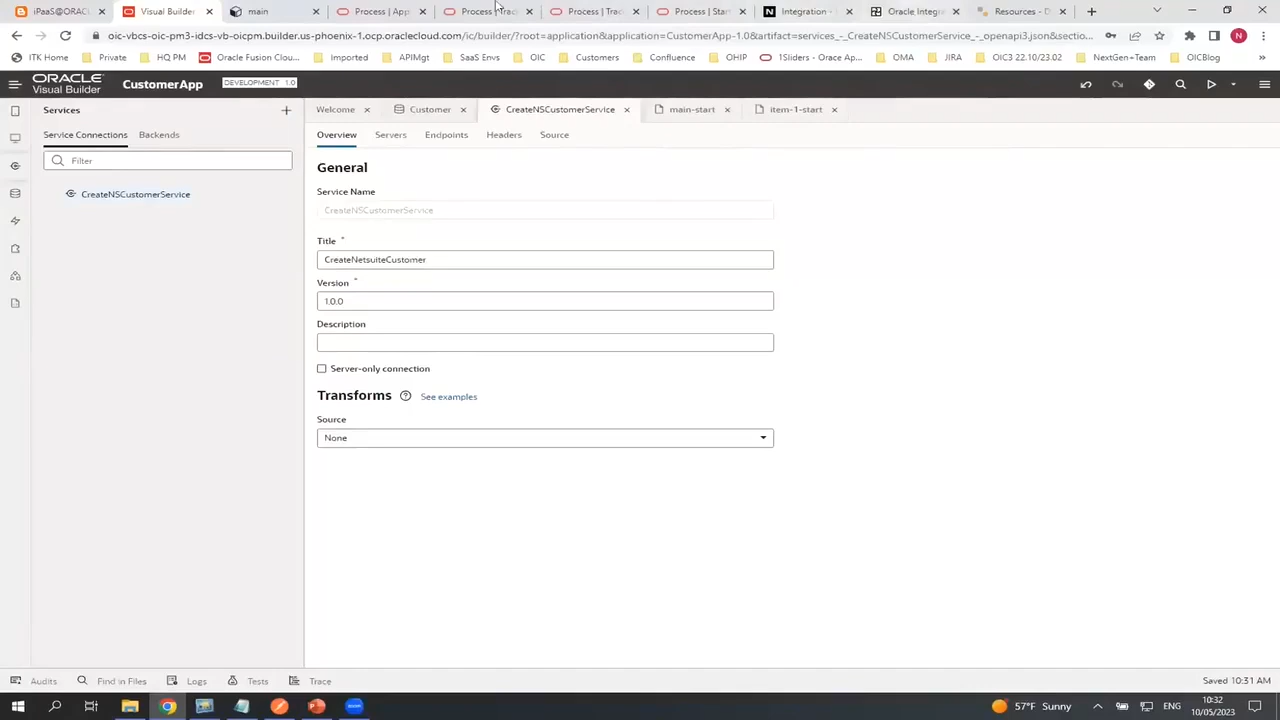 iPaaS@ORACL
Visual Builder
main
Process | App
Process | Trac
Process | Trac
Process | Start
Integration
Oracle Integra
Resources - D
oic-vbcs-oic-pm3-idcs-vb-oicpm.builder.us-phoenix-1.ocp.oraclecloud.com/ic/builder/?root=application&application=CustomerApp-1.0&artifact=services_-_CreateNSCustomerService_-_openapi3.json&sectio...
N
ITK Home
Private
HQ PM
Oracle Fusion Clou...
Imported
APIMgt
SaaS Envs
OIC
Customers
Confluence
OHIP
1Sliders - Orace Ap...
OMA
JIRA
OIC3 22.10/23.02
NextGen+Team
OICBlog
»
ORACLE
Visual Builder
CustomerApp
DEVELOPMENT 1.0
Services
Welcome
Customer
CreateNSCustomerService
main-start
item-1-start
Service Connections
Backends
Overview
Servers
Endpoints
Headers
Source
Filter
CreateNSCustomerService
General
Service Name
CreateNSCustomerService
Title *
CreateNetsuiteCustomer
Version *
1.0.0
Description
Server-only connection
Transforms
See examples
Source
None
Audits
Find in Files
Logs
Tests
Trace
Saved 10:31 AM
zoom
57°F Sunny
ENG
10:32
10/05/2023